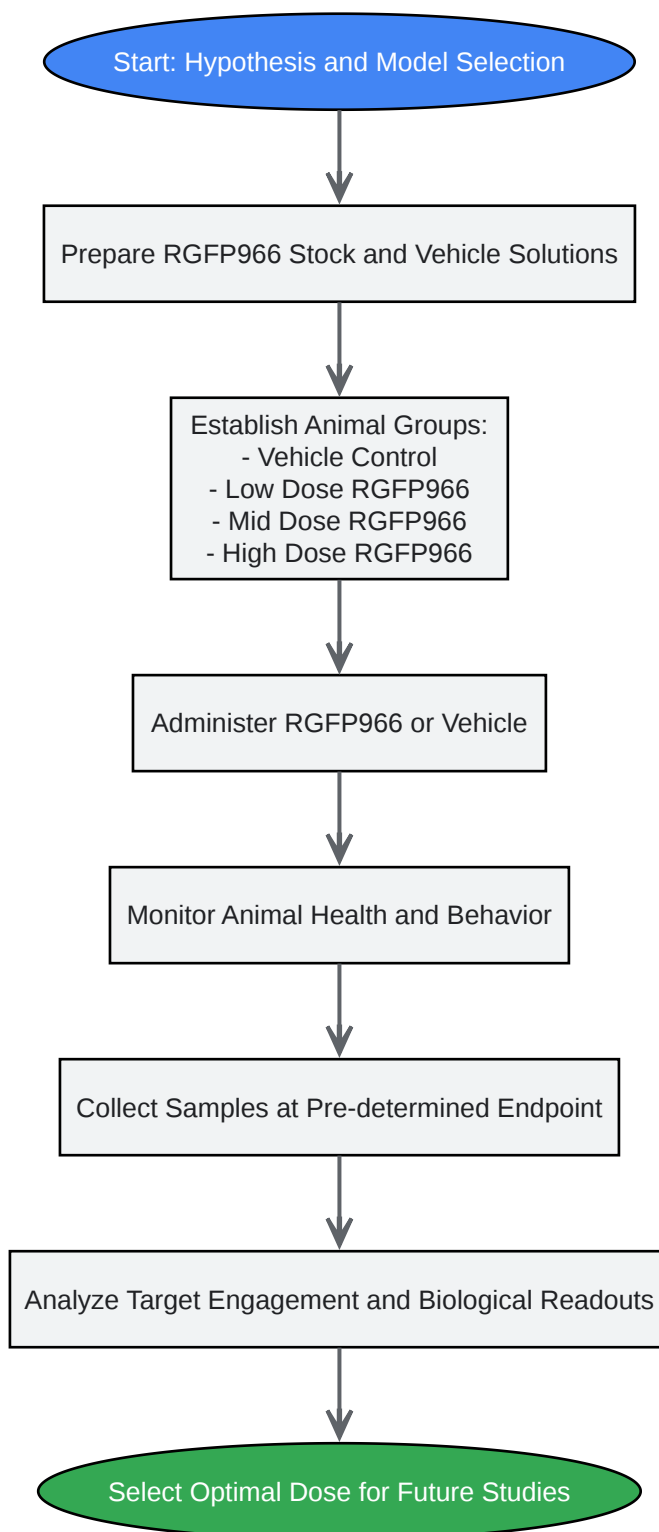 Start: Hypothesis and Model Selection
Prepare RGFP966 Stock and Vehicle Solutions
Establish Animal Groups:
- Vehicle Control
- Low Dose RGFP966
- Mid Dose RGFP966
- High Dose RGFP966
Administer RGFP966 or Vehicle
Monitor Animal Health and Behavior
Collect Samples at Pre-determined Endpoint
Analyze Target Engagement and Biological Readouts
Select Optimal Dose for Future Studies